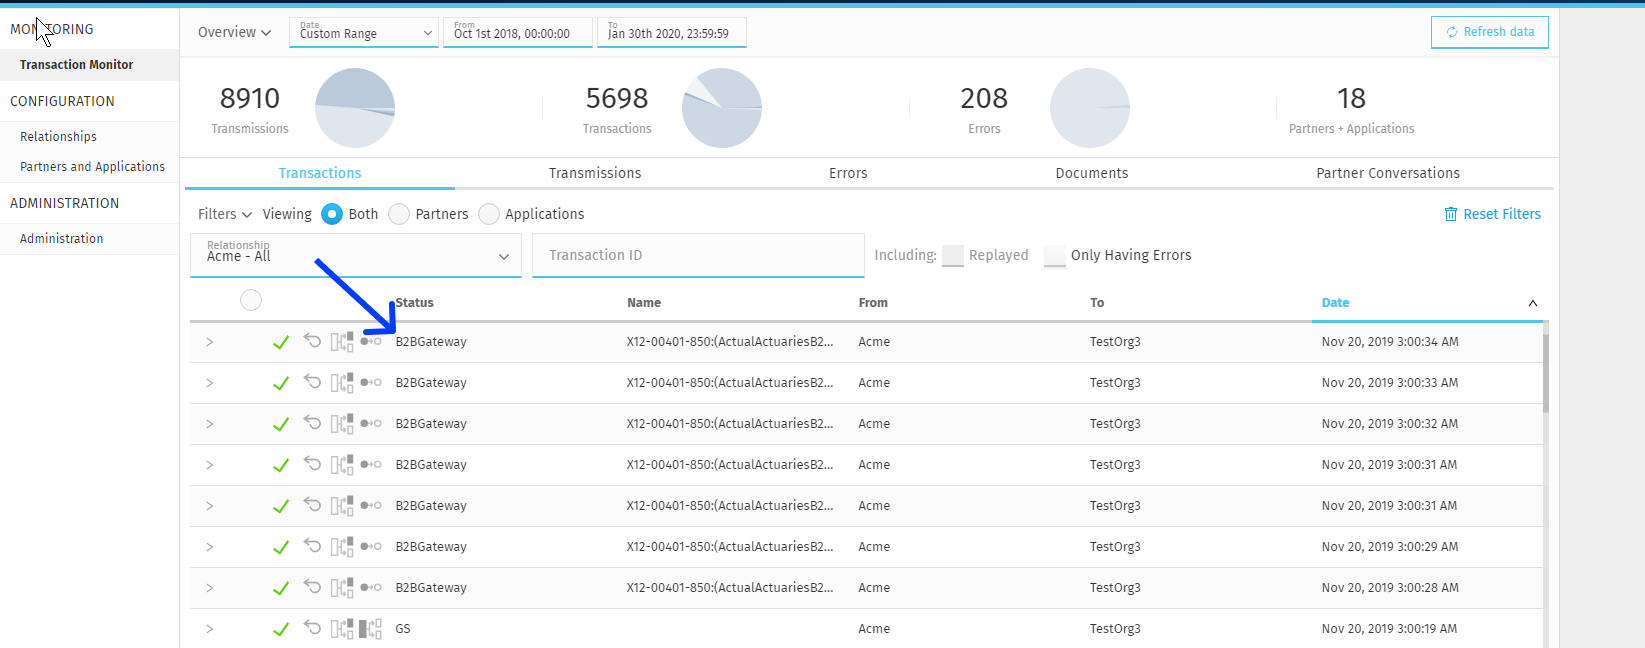 MONITORING
Transaction Monitor
CONFIGURATION
Relationships
Partners and Applications
ADMINISTRATION
Administration
Overview
Date
Custom Range
From
Oct 1st 2018, 00:00:00
To
Jan 30th 2020, 23:59:59
Refresh data
8910
Transmissions
5698
Transactions
208
Errors
18
Partners + Applications
Transactions Transmissions Errors Documents Partner Conversations
Filters Viewing Both Partners Applications Reset Filters
Relationship
Acme - All
Transaction ID
Including: Replayed Only Having Errors
Status Name From To Date
B2BGateway X12-00401-850:(ActualActuariesB2... Acme TestOrg3 Nov 20, 2019 3:00:34 AM
B2BGateway X12-00401-850:(ActualActuariesB2... Acme TestOrg3 Nov 20, 2019 3:00:33 AM
B2BGateway X12-00401-850:(ActualActuariesB2... Acme TestOrg3 Nov 20, 2019 3:00:32 AM
B2BGateway X12-00401-850:(ActualActuariesB2... Acme TestOrg3 Nov 20, 2019 3:00:31 AM
B2BGateway X12-00401-850:(ActualActuariesB2... Acme TestOrg3 Nov 20, 2019 3:00:31 AM
B2BGateway X12-00401-850:(ActualActuariesB2... Acme TestOrg3 Nov 20, 2019 3:00:29 AM
B2BGateway X12-00401-850:(ActualActuariesB2... Acme TestOrg3 Nov 20, 2019 3:00:28 AM
GS Acme TestOrg3 Nov 20, 2019 3:00:19 AM